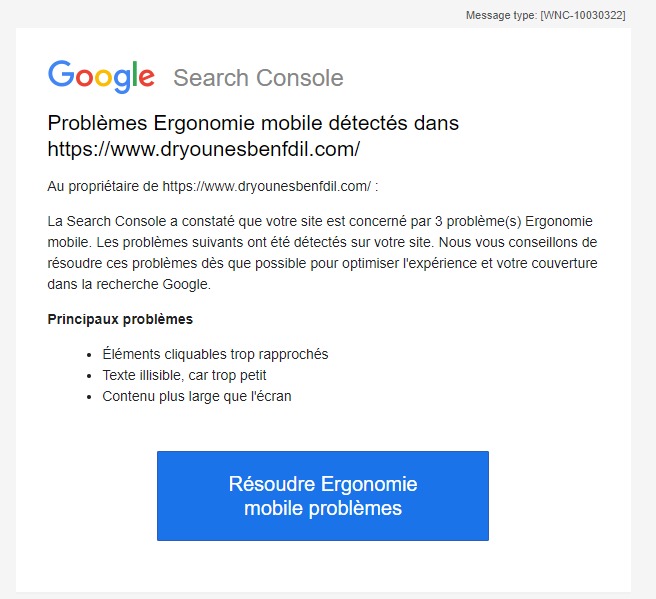 Message type: [WNC-10030322]
Google Search Console
Problèmes Ergonomie mobile détectés dans
https://www.dryounesbenfdil.com/
Au propriétaire de https://www.dryounesbenfdil.com/ :
La Search Console a constaté que votre site est concerné par 3 problème(s) Ergonomie
mobile. Les problèmes suivants ont été détectés sur votre site. Nous vous conseillons de
résoudre ces problèmes dès que possible pour optimiser l'expérience et votre couverture
dans la recherche Google.
Principaux problèmes
• Éléments cliquables trop rapprochés
• Texte illisible, car trop petit
• Contenu plus large que l'écran
Résoudre Ergonomie
mobile problèmes